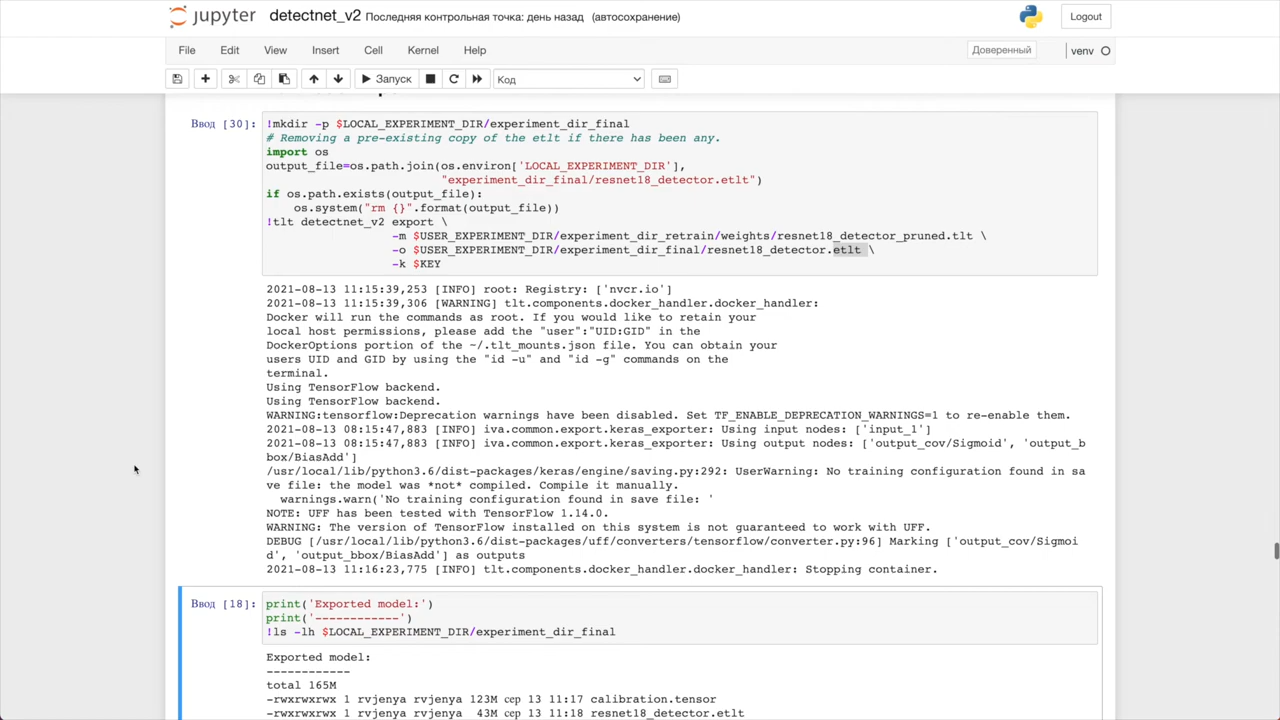 jupyter detectnet_v2 Последняя контрольная точка: день назад (автосохранение) Logout
File Edit View Insert Cell Kernel Help Доверенный venv
Запуск Код
Ввод [30]: !mkdir -p $LOCAL_EXPERIMENT_DIR/experiment_dir_final
# Removing a pre-existing copy of the etlt if there has been any.
import os
output_file=os.path.join(os.environ['LOCAL_EXPERIMENT_DIR'],
"experiment_dir_final/resnet18_detector.etlt")
if os.path.exists(output_file):
os.system("rm {}".format(output_file))
!tlt detectnet_v2 export \
-m $USER_EXPERIMENT_DIR/experiment_dir_retrain/weights/resnet18_detector_pruned.tlt \
-o $USER_EXPERIMENT_DIR/experiment_dir_final/resnet18_detector.etlt \
-k $KEY
2021-08-13 11:15:39,253 [INFO] root: Registry: ['nvcr.io']
2021-08-13 11:15:39,306 [WARNING] tlt.components.docker_handler.docker_handler:
Docker will run the commands as root. If you would like to retain your
local host permissions, please add the "user":"UID:GID" in the
DockerOptions portion of the ~/.tlt_mounts.json file. You can obtain your
users UID and GID by using the "id -u" and "id -g" commands on the
terminal.
Using TensorFlow backend.
Using TensorFlow backend.
WARNING:tensorflow:Deprecation warnings have been disabled. Set TF_ENABLE_DEPRECATION_WARNINGS=1 to re-enable them.
2021-08-13 08:15:47,883 [INFO] iva.common.export.keras_exporter: Using input nodes: ['input_1']
2021-08-13 08:15:47,883 [INFO] iva.common.export.keras_exporter: Using output nodes: ['output_cov/Sigmoid', 'output_b
box/BiasAdd']
/usr/local/lib/python3.6/dist-packages/keras/engine/saving.py:292: UserWarning: No training configuration found in sa
ve file: the model was *not* compiled. Compile it manually.
warnings.warn('No training configuration found in save file: '
NOTE: UFF has been tested with TensorFlow 1.14.0.
WARNING: The version of TensorFlow installed on this system is not guaranteed to work with UFF.
DEBUG [/usr/local/lib/python3.6/dist-packages/uff/converters/tensorflow/converter.py:96] Marking ['output_cov/Sigmoi
d', 'output_bbox/BiasAdd'] as outputs
2021-08-13 11:16:23,775 [INFO] tlt.components.docker_handler.docker_handler: Stopping container.
Ввод [18]: print('Exported model:')
print('------------')
!ls -lh $LOCAL_EXPERIMENT_DIR/experiment_dir_final
Exported model:
------------
total 165M
-rwxrwxrwx 1 rvjenya rvjenya 123M сер 13 11:17 calibration.tensor
-rwxrwxrwx 1 rvjenya rvjenya 43M сер 13 11:18 resnet18_detector.etlt